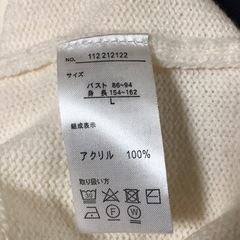 NO. 112212122
サイズ
バスト 86~94
身長 154~162
L
組成表示
アクリル 100%
取り扱い方